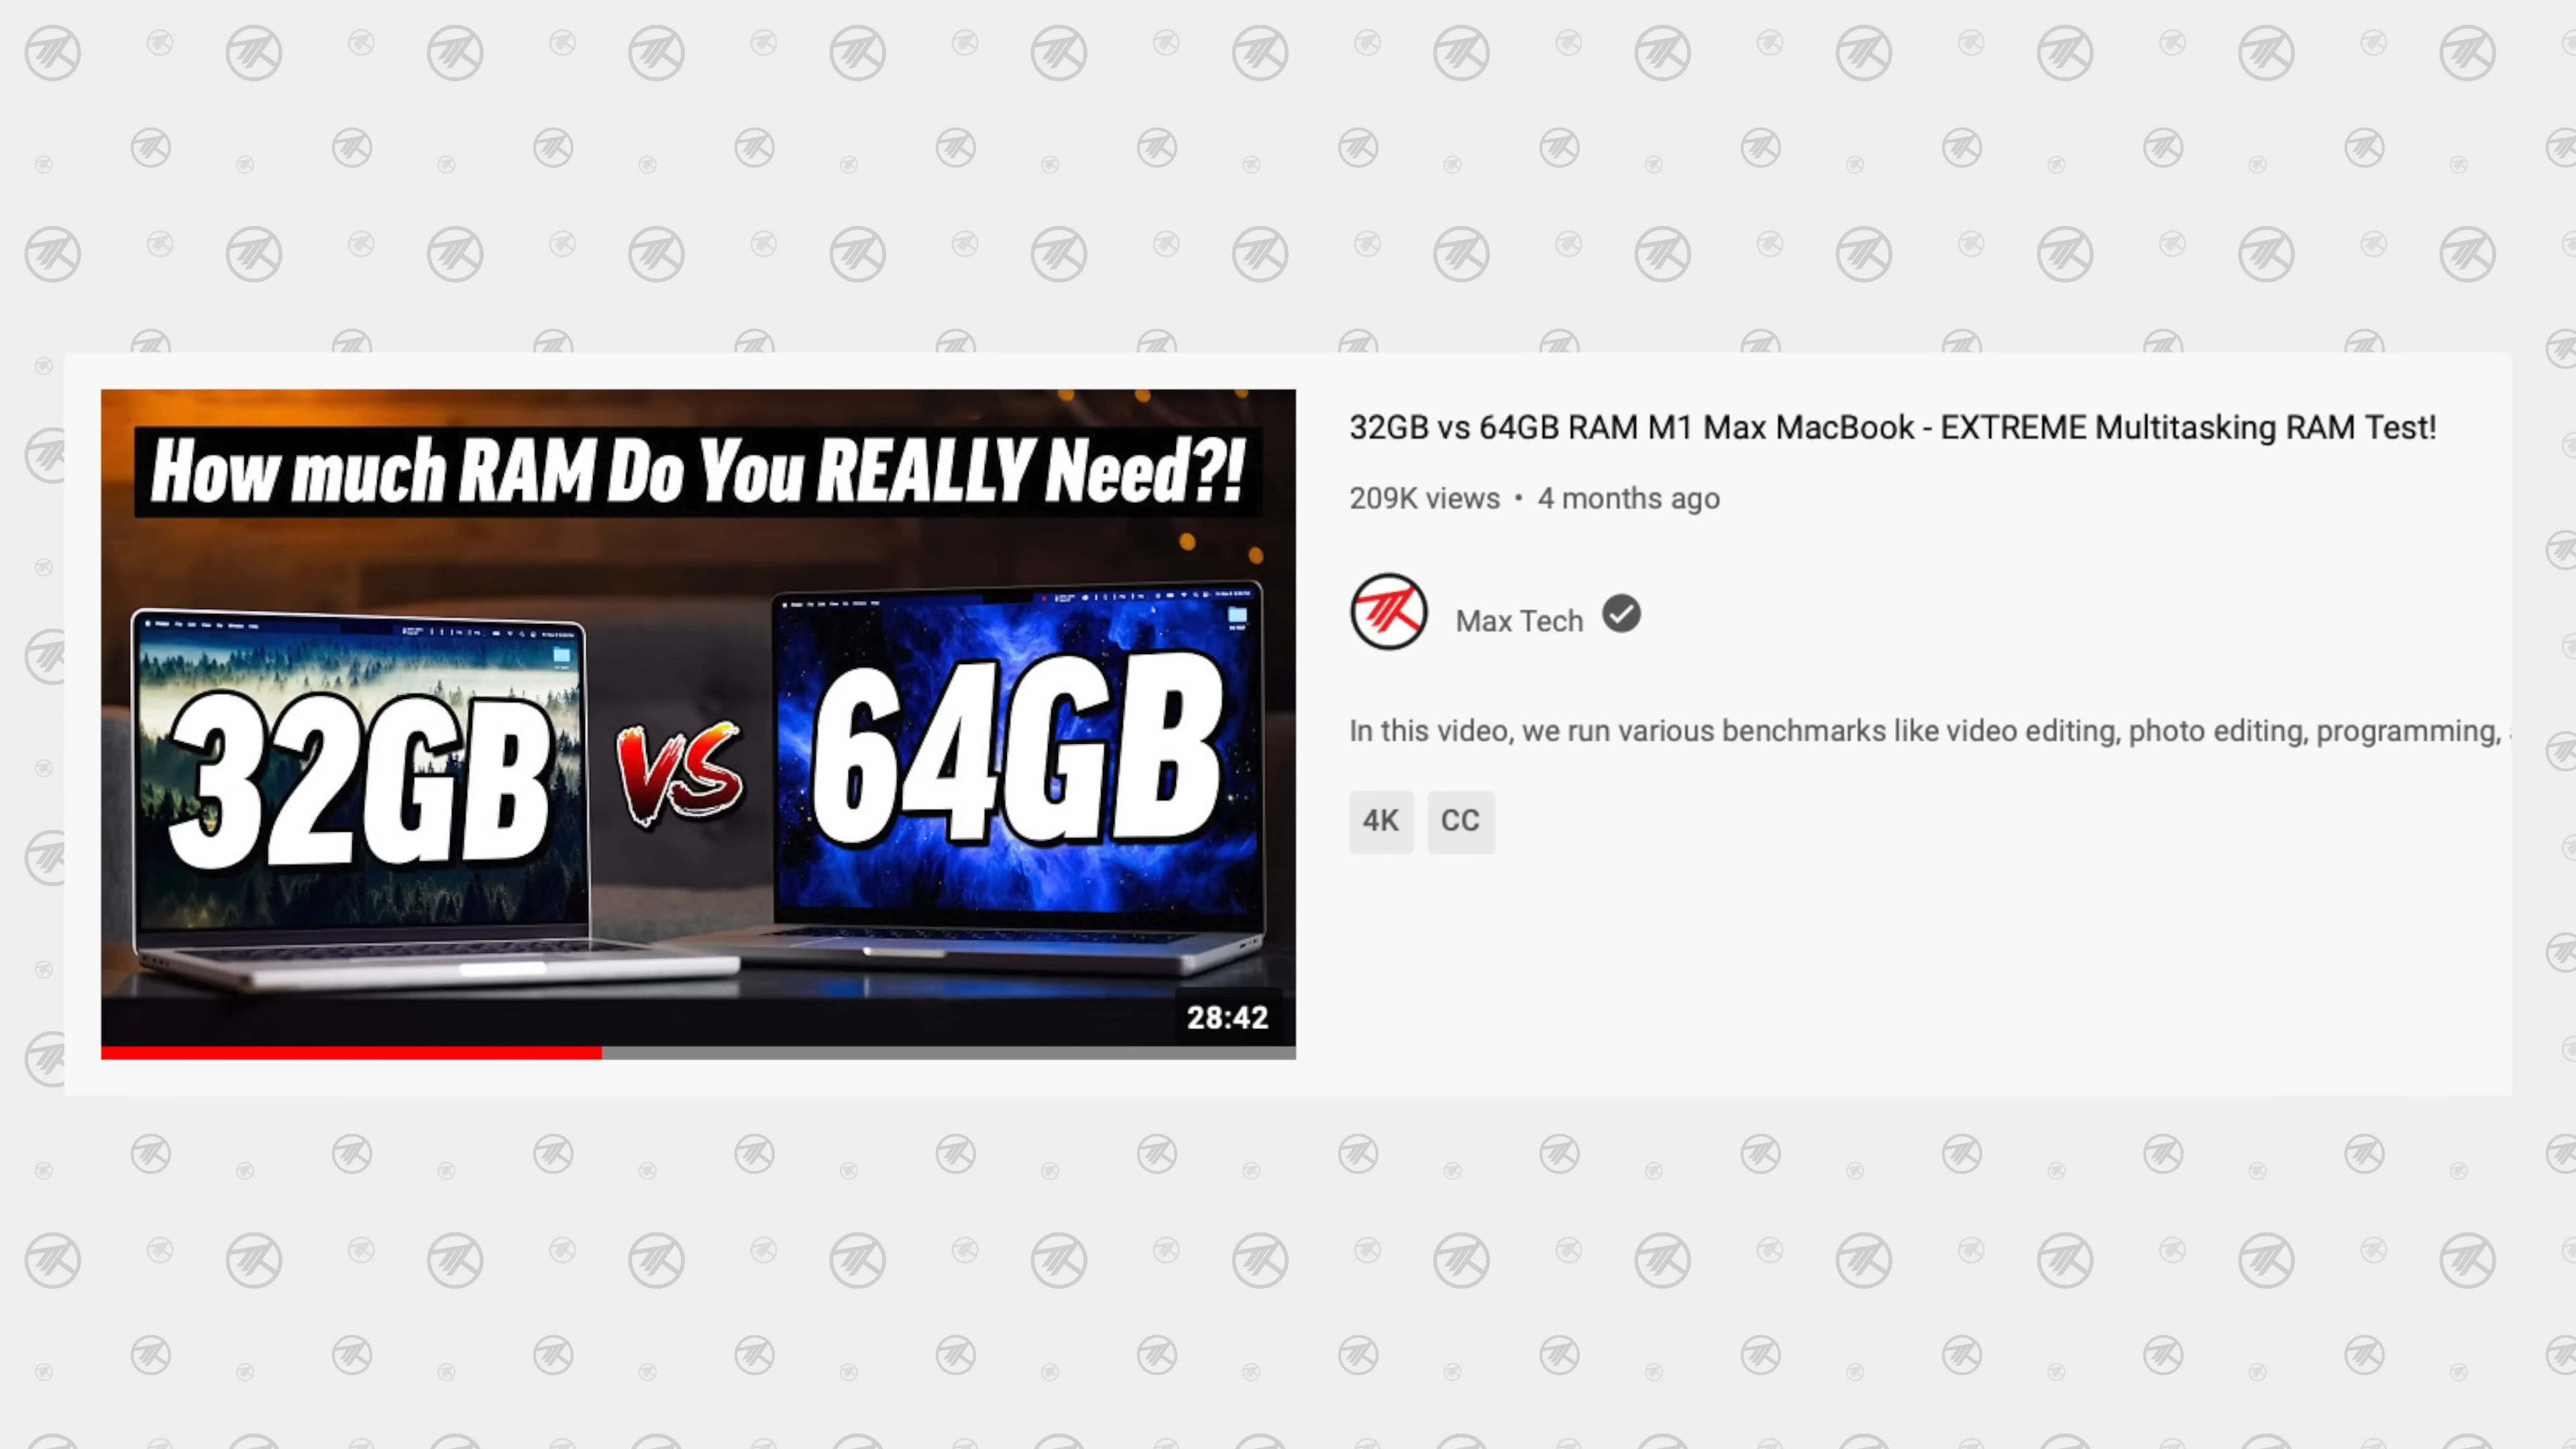 How much RAM Do You REALLY Need?!
32GB
VS
64GB
28:42
32GB vs 64GB RAM M1 Max MacBook - EXTREME Multitasking RAM Test!
209K views • 4 months ago
Max Tech
In this video, we run various benchmarks like video editing, photo editing, programming,
4K
CC